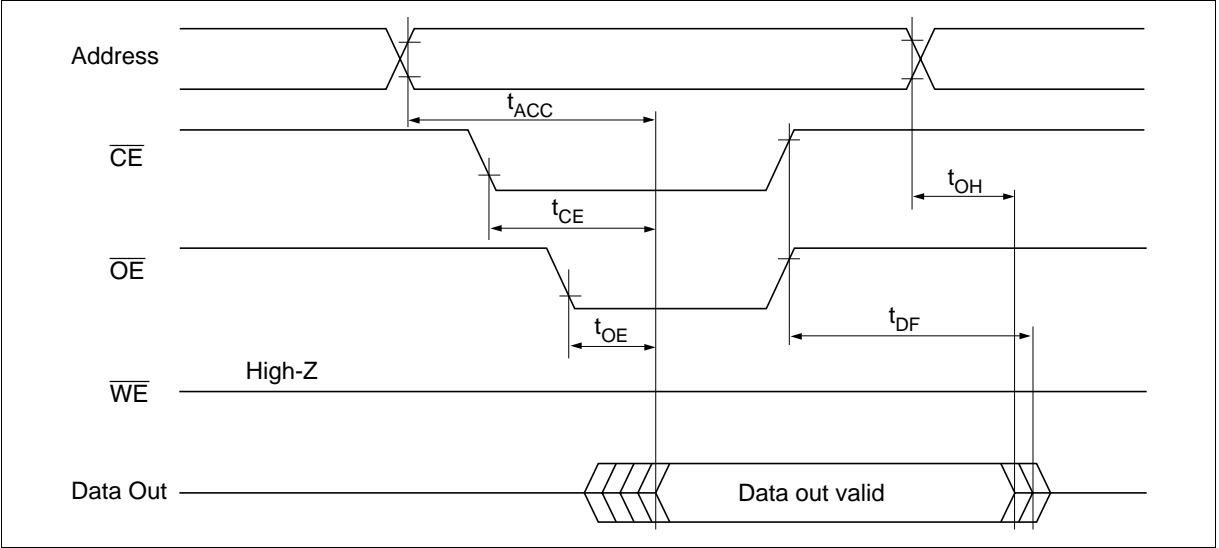 Address
tACC
CE
tOH
tCE
OE
tDF
tOE
High-Z
WE
Data Out
Data out valid